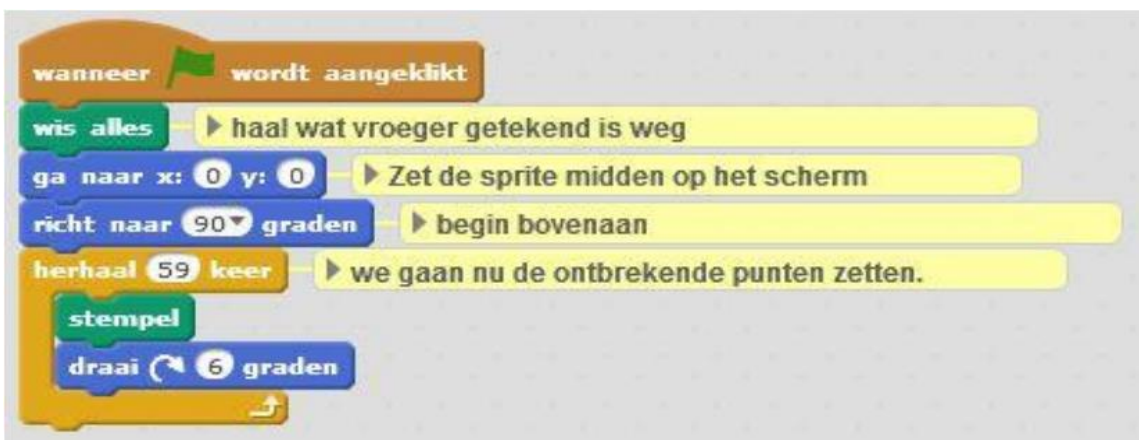 wanneer wordt aangeklikt
wis alles haal wat vroeger getekend is weg
ga naar x: 0 y: 0 Zet de sprite midden op het scherm
richt naar 90 graden begin bovenaan
herhaal 59 keer we gaan nu de ontbrekende punten zetten.
stempel
draai 6 graden